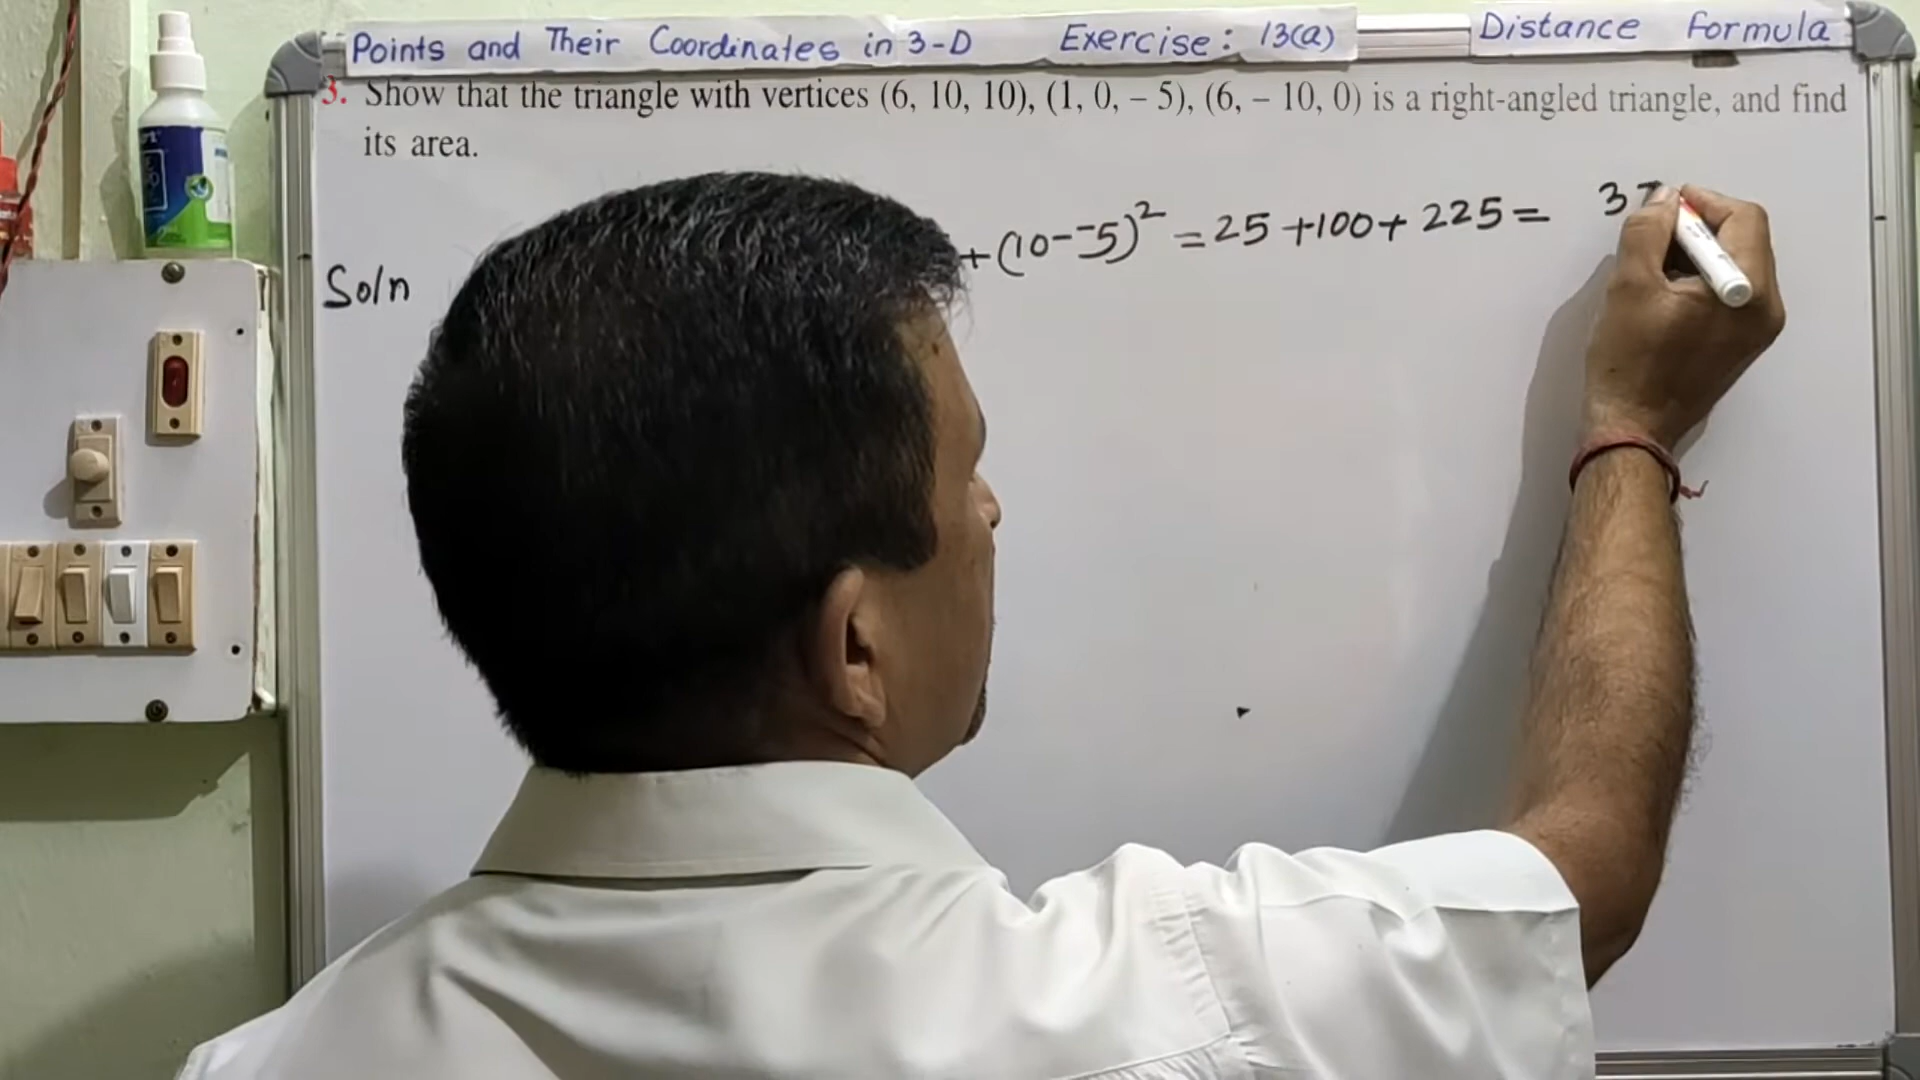 Points and Their Coordinates in 3-D Exercise: 13(a) Distance Formula
3. Show that the triangle with vertices (6, 10, 10), (1, 0, – 5), (6, – 10, 0) is a right-angled triangle, and find
its area.
+(10--5)² = 25 +100+ 225 = 3
Soln